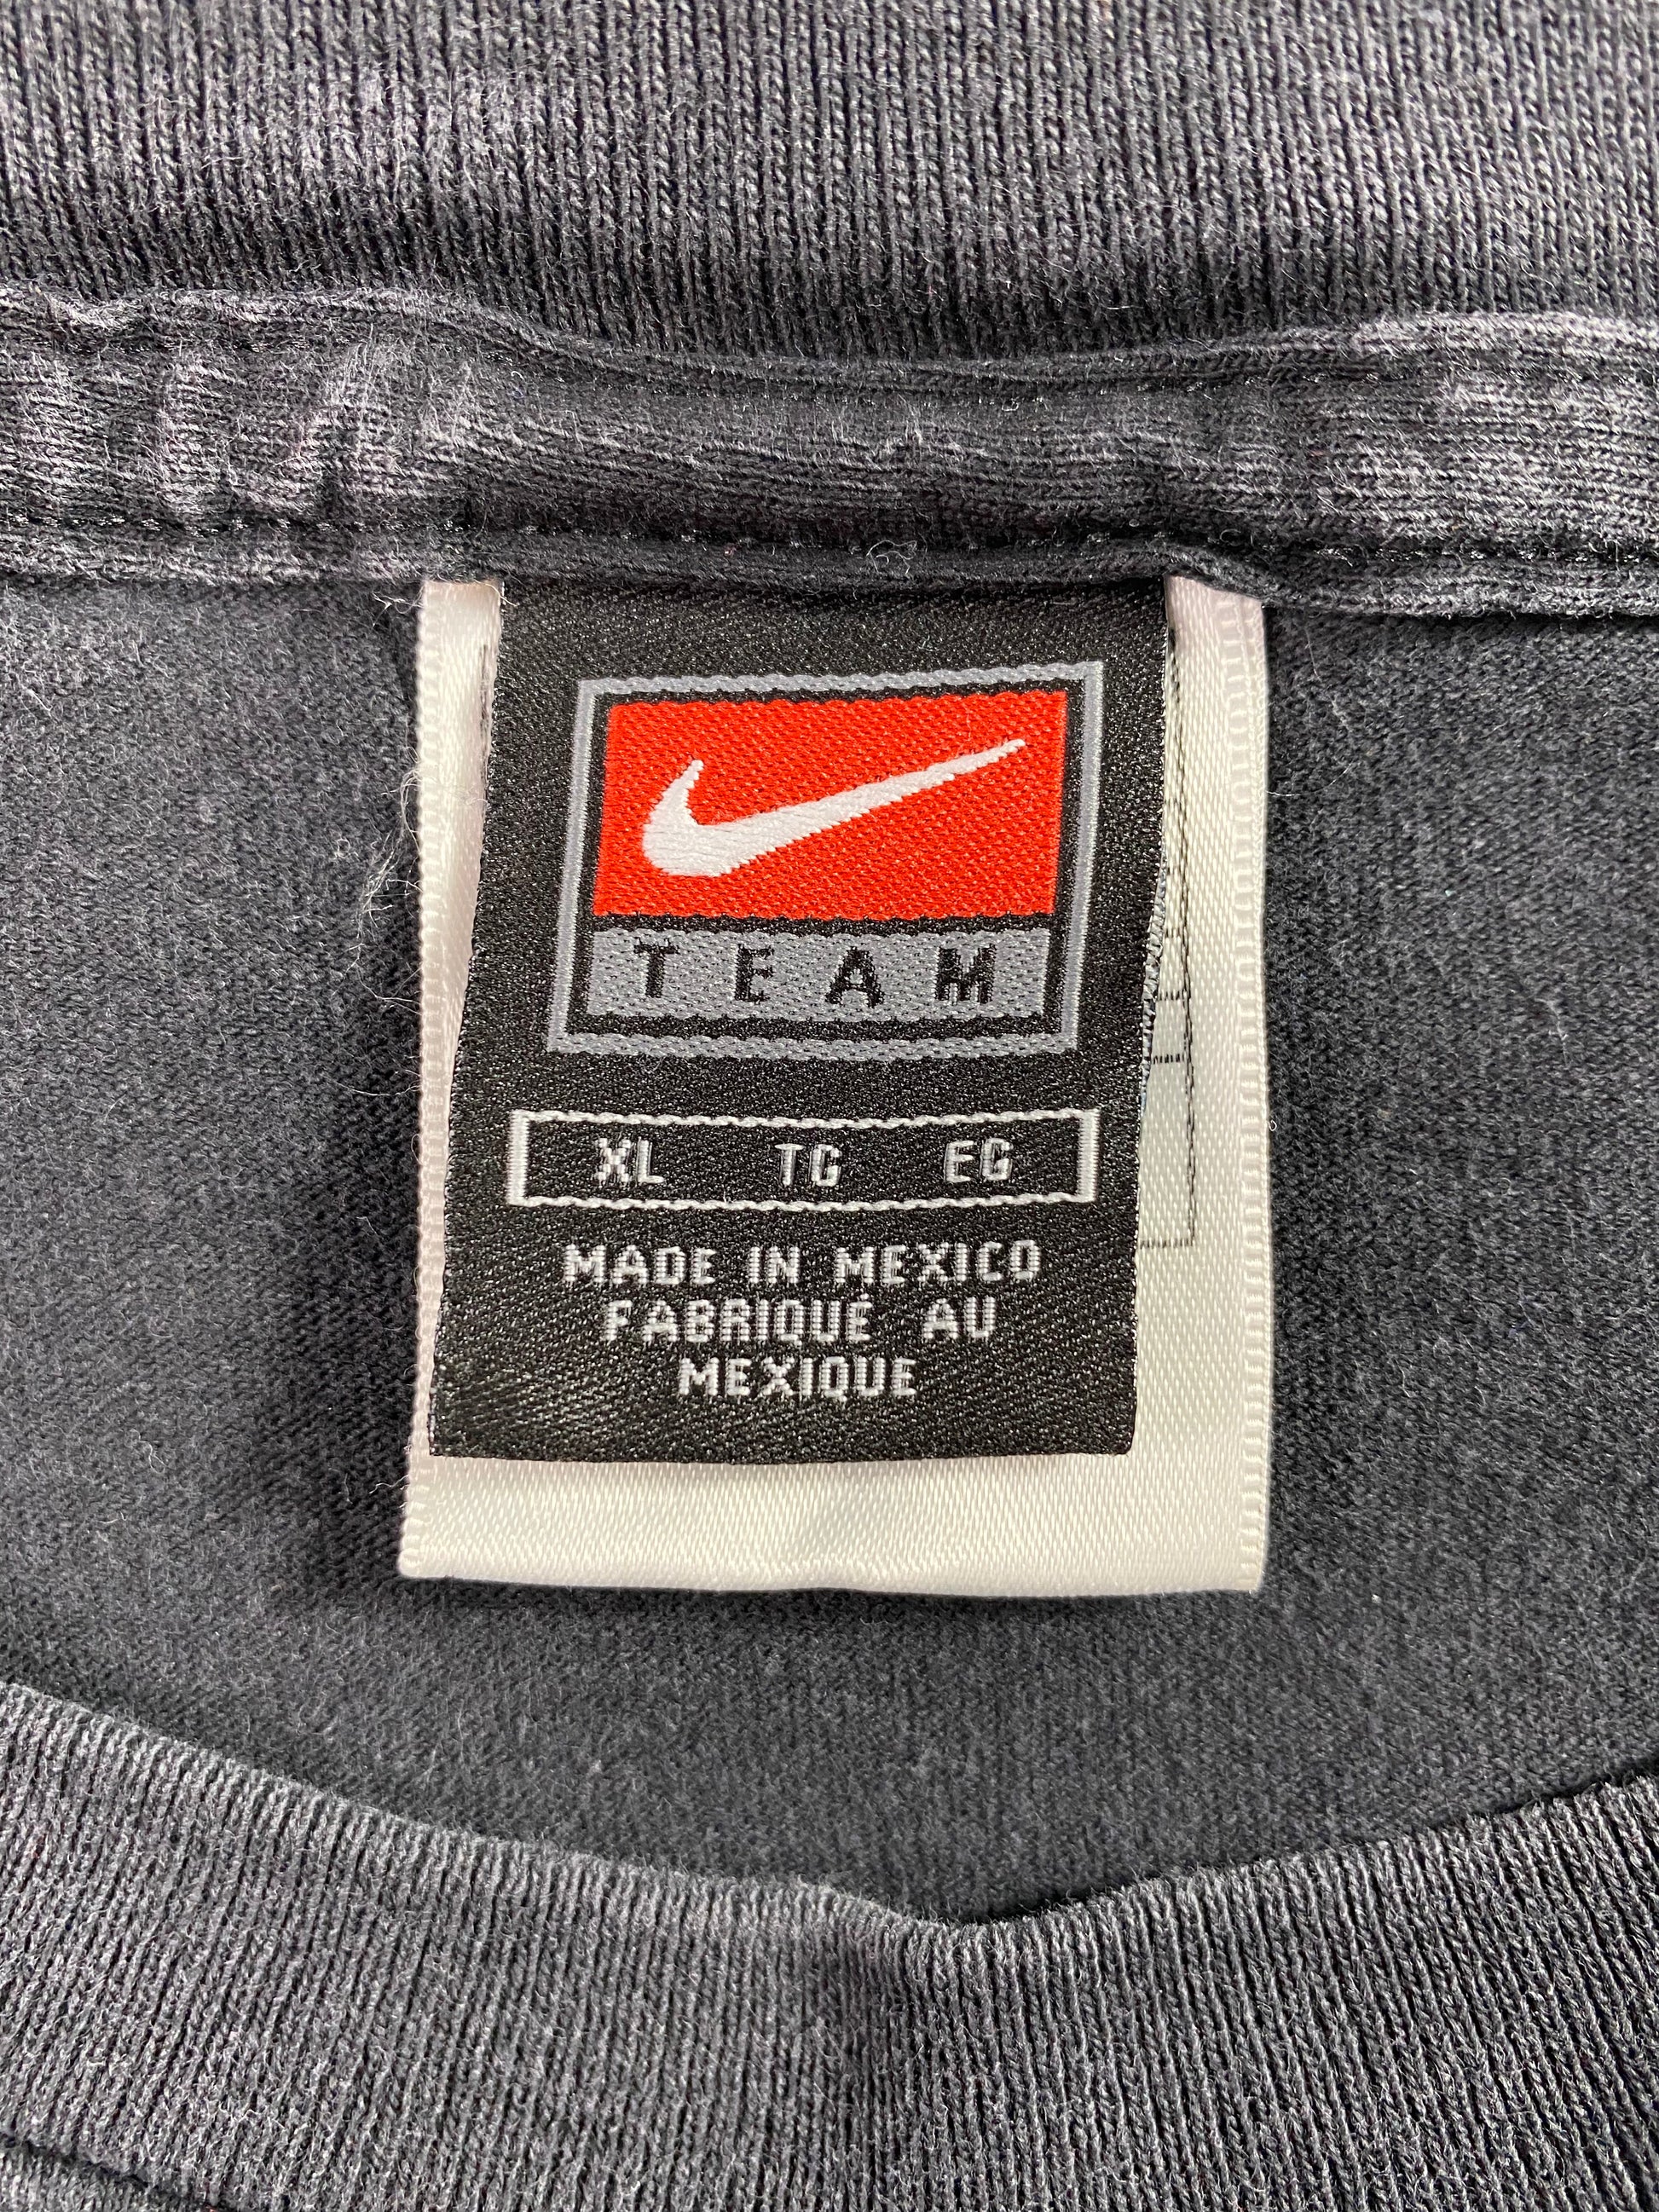 TEAM
XL TG EG
MADE IN MEXICO
FABRIQUÉ AU
MEXIQUE